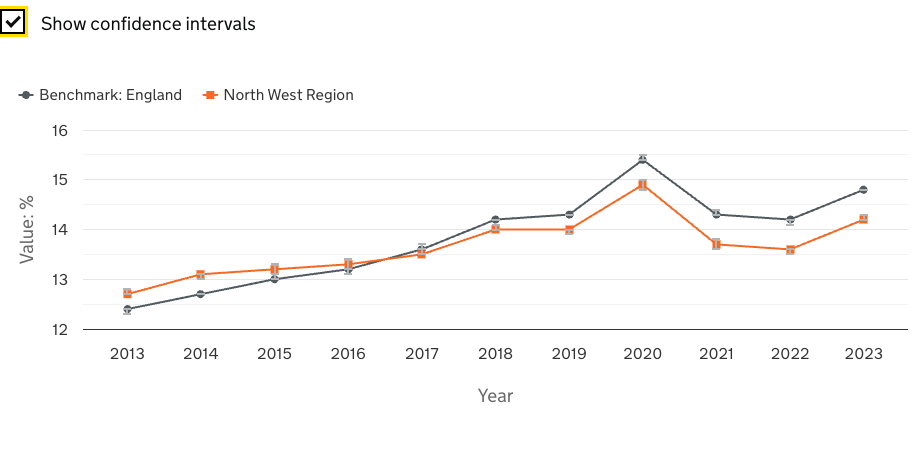 Show confidence intervals
Benchmark: England North West Region
16
15
14
13
12
Value: %
2013 2014 2015 2016 2017 2018 2019 2020 2021 2022 2023
Year